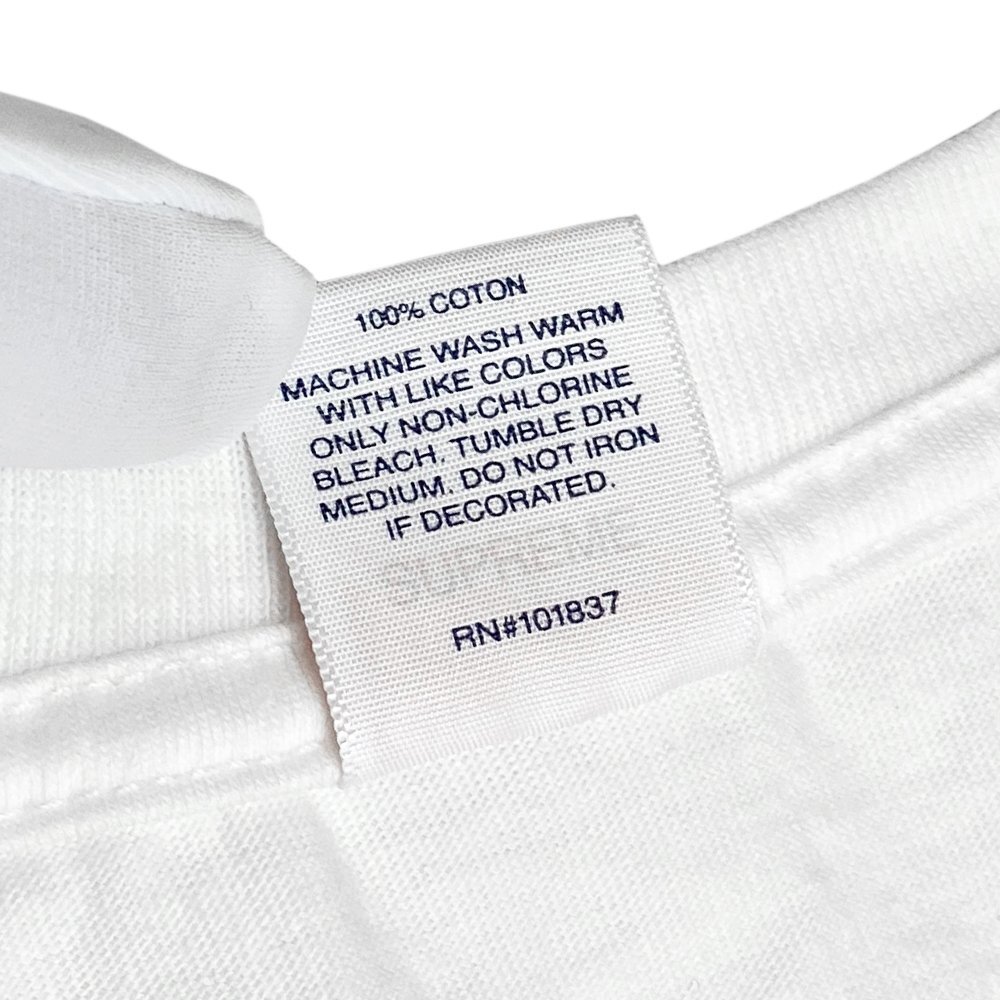 100% COTON
MACHINE WASH WARM
WITH LIKE COLORS
ONLY NON-CHLORINE
BLEACH. TUMBLE DRY
MEDIUM. DO NOT IRON
IF DECORATED.
RN#101837